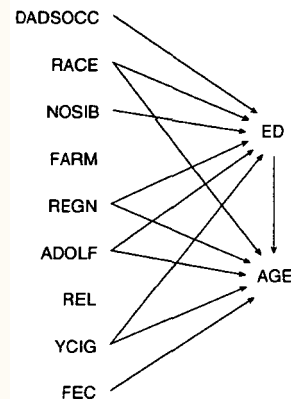 DADSOCC
RACE
NOSIB
ED
FARM
REGN
ADOLF
AGE
REL
YCIG
FEC